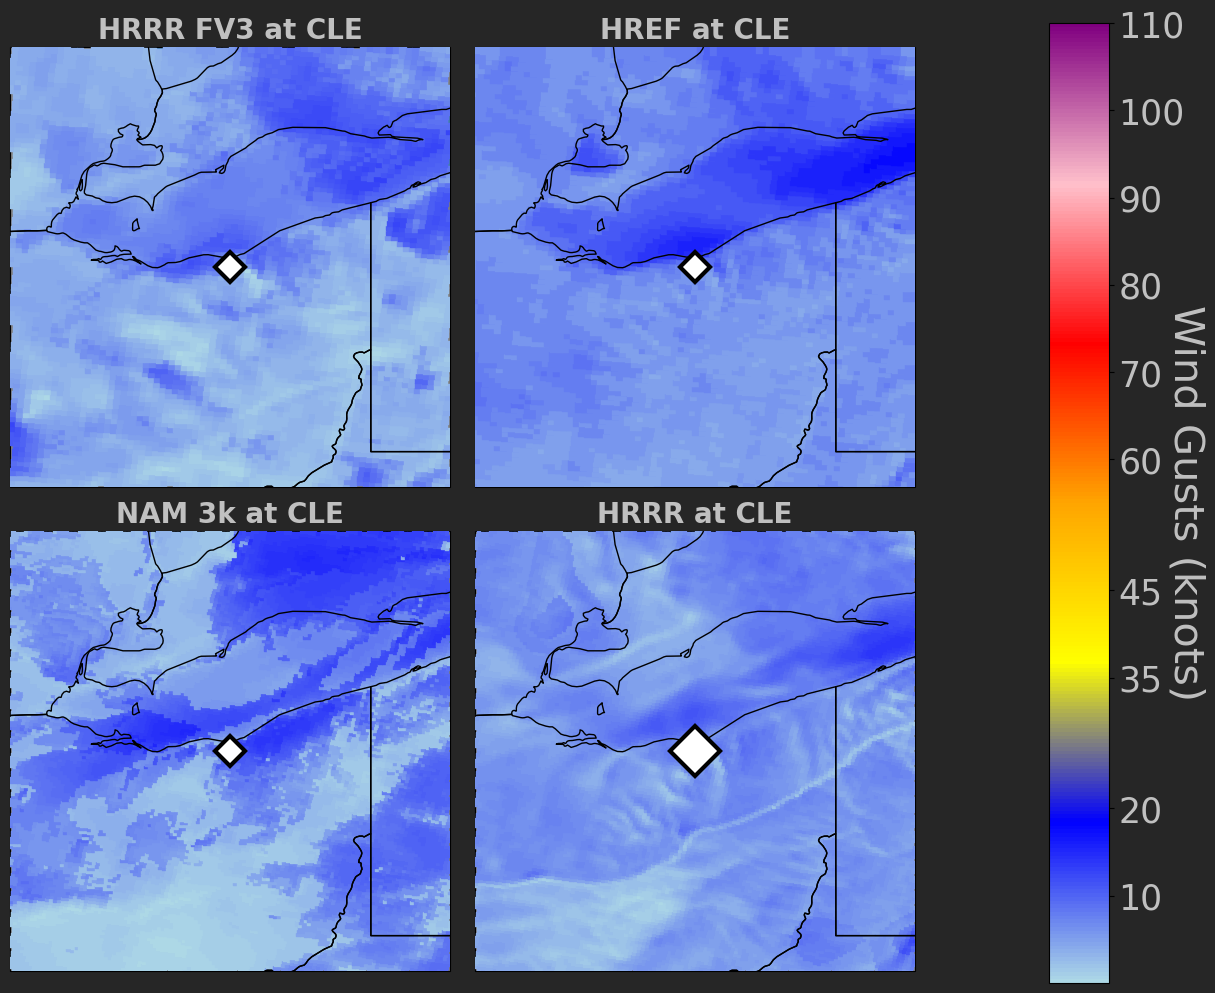 HRRR FV3 at CLE
HREF at CLE
NAM 3k at CLE
HRRR at CLE
110
100
90
80
70
60
45
35
20
10
Wind Gusts (knots)